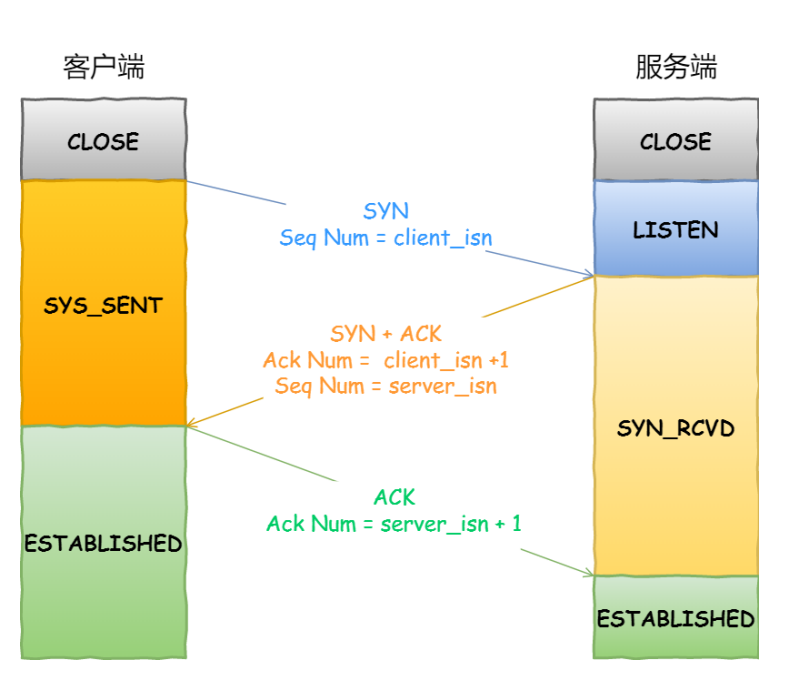 客户端
服务端
CLOSE
CLOSE
SYN
Seq Num = client_isn
LISTEN
SYS_SENT
SYN + ACK
Ack Num = client_isn +1
Seq Num = server_isn
SYN_RCVD
ACK
Ack Num = server_isn + 1
ESTABLISHED
ESTABLISHED